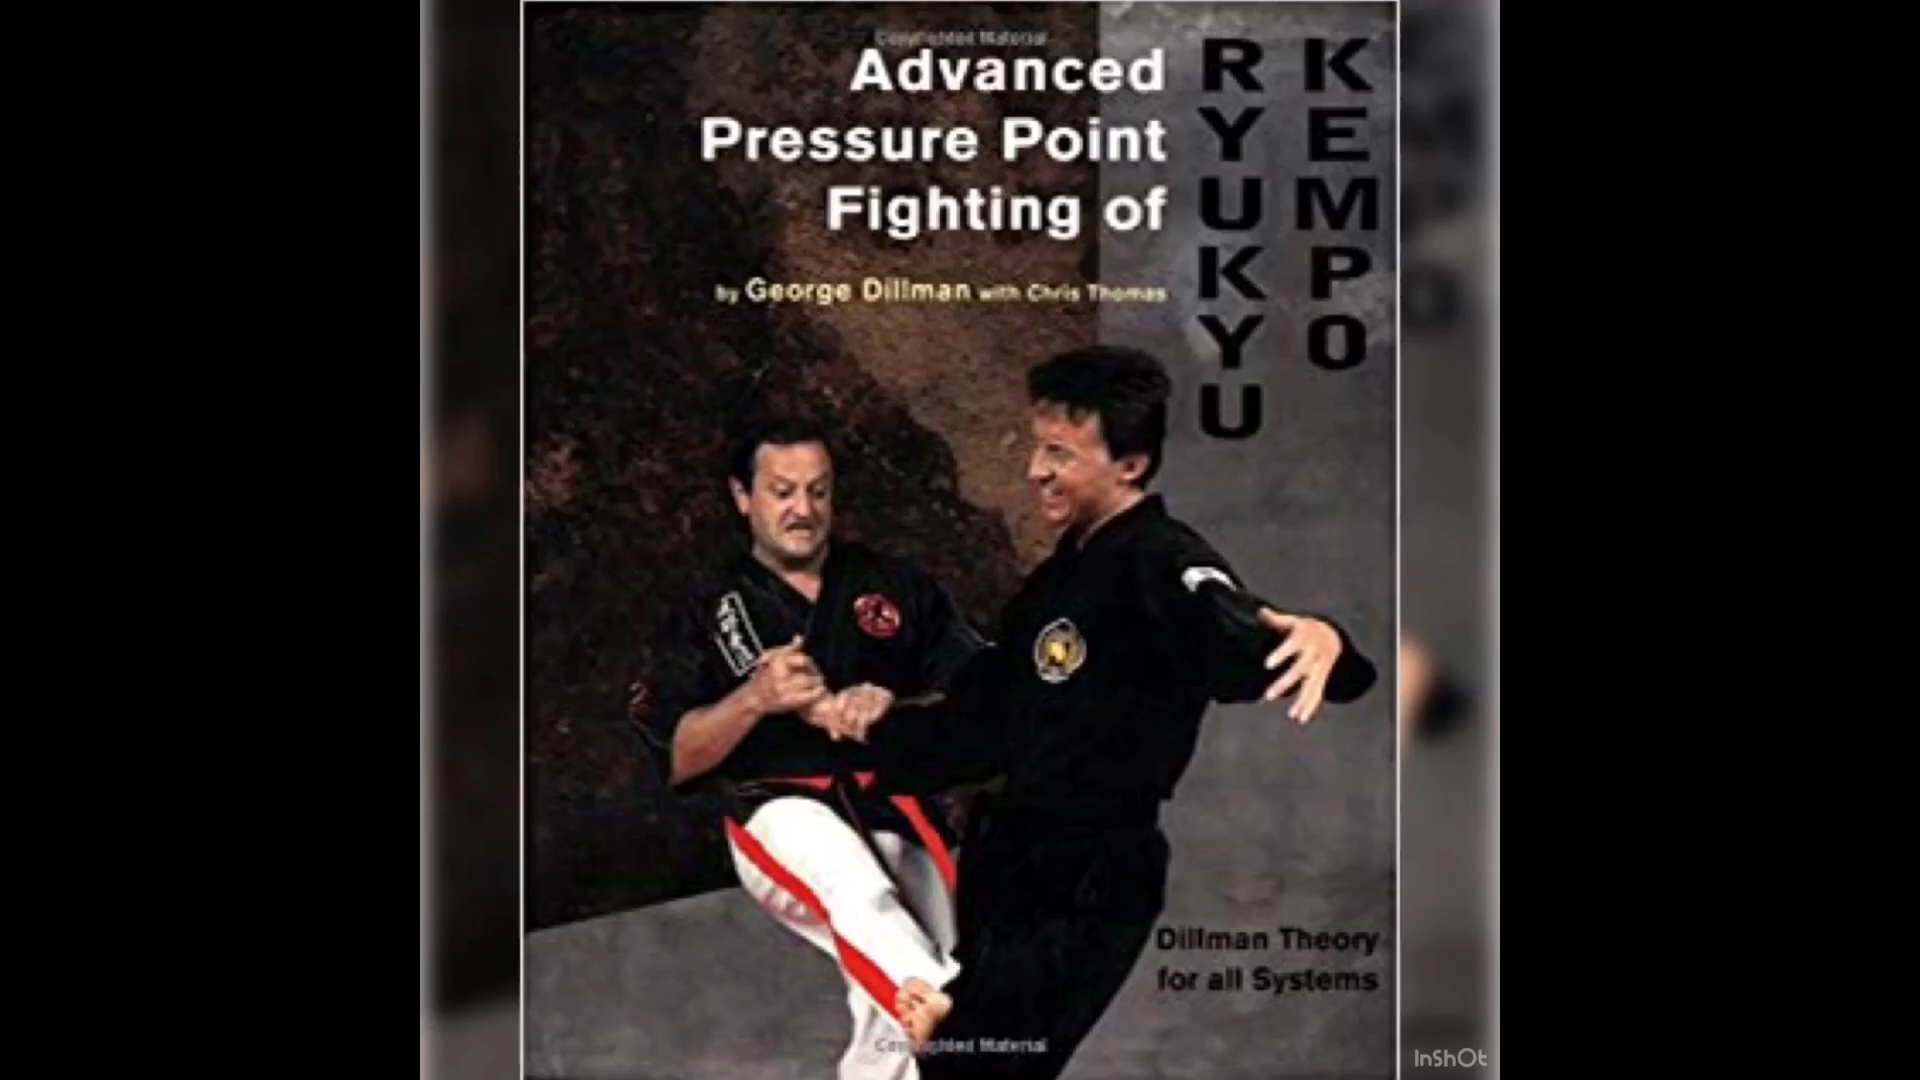 Copyrighted Material
Advanced
Pressure Point
Fighting of
RYUKYU
KEMPO
by George Dillman with Chris Thomas
Dillman Theory
for all Systems
Copyrighted Material
InShOt